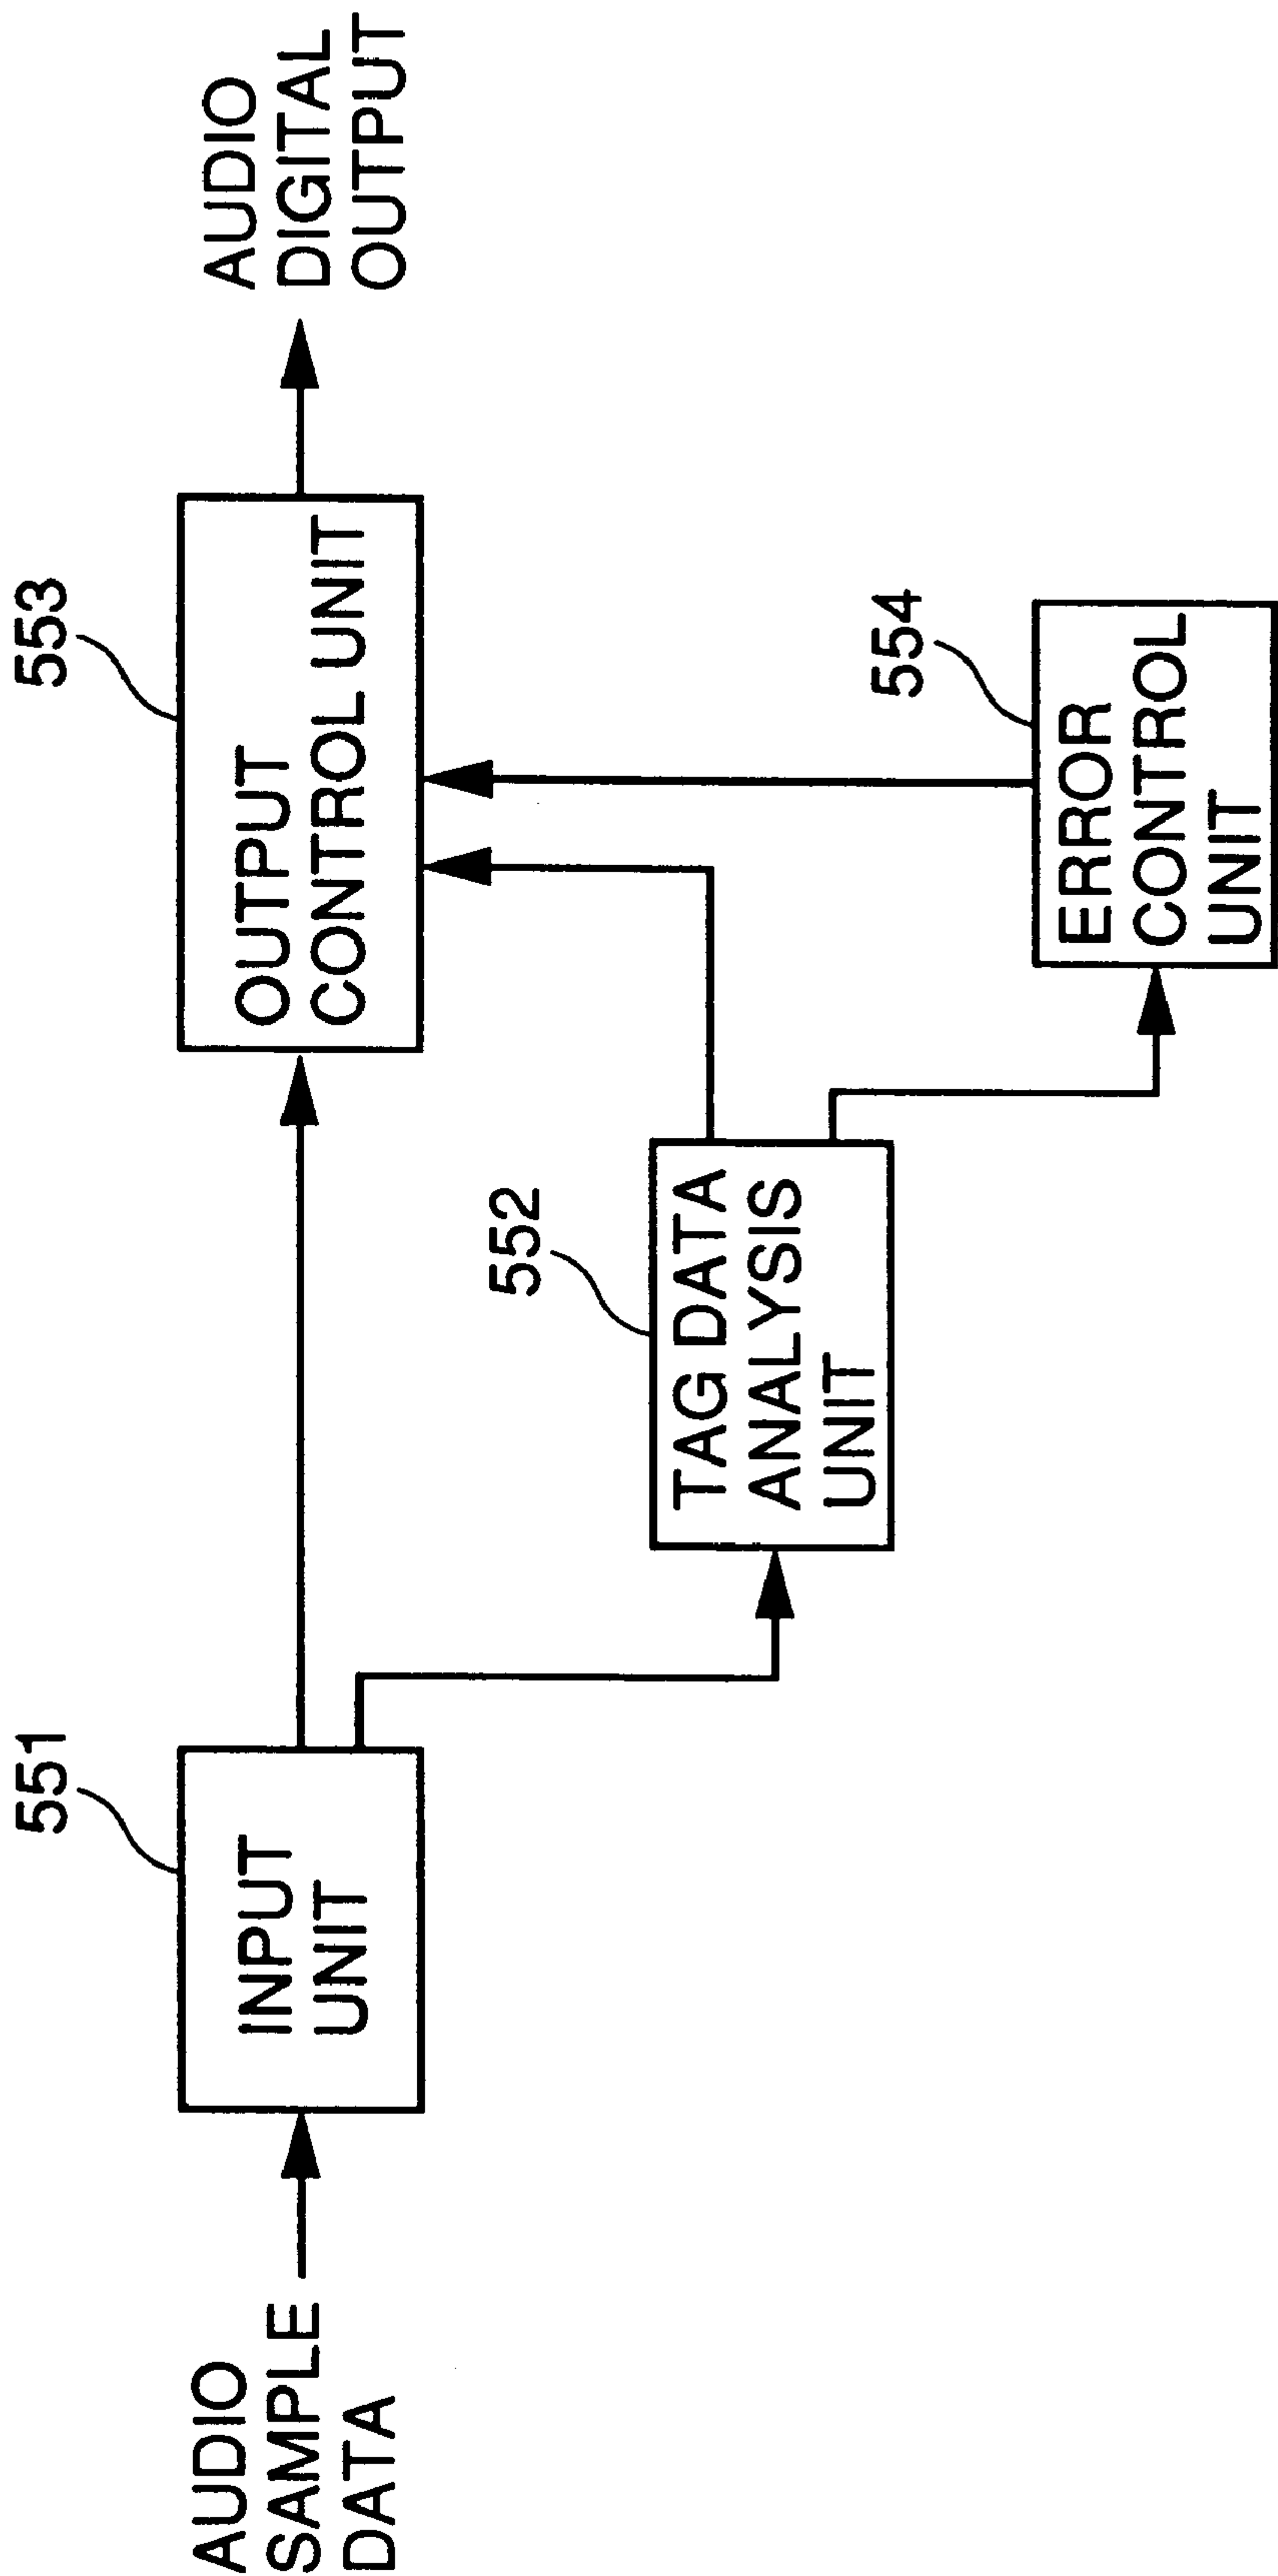 AUDIO
SAMPLE
DATA
551
INPUT
UNIT
552
TAG DATA
ANALYSIS
UNIT
553
OUTPUT
CONTROL UNIT
554
ERROR
CONTROL
UNIT
AUDIO
DIGITAL
OUTPUT